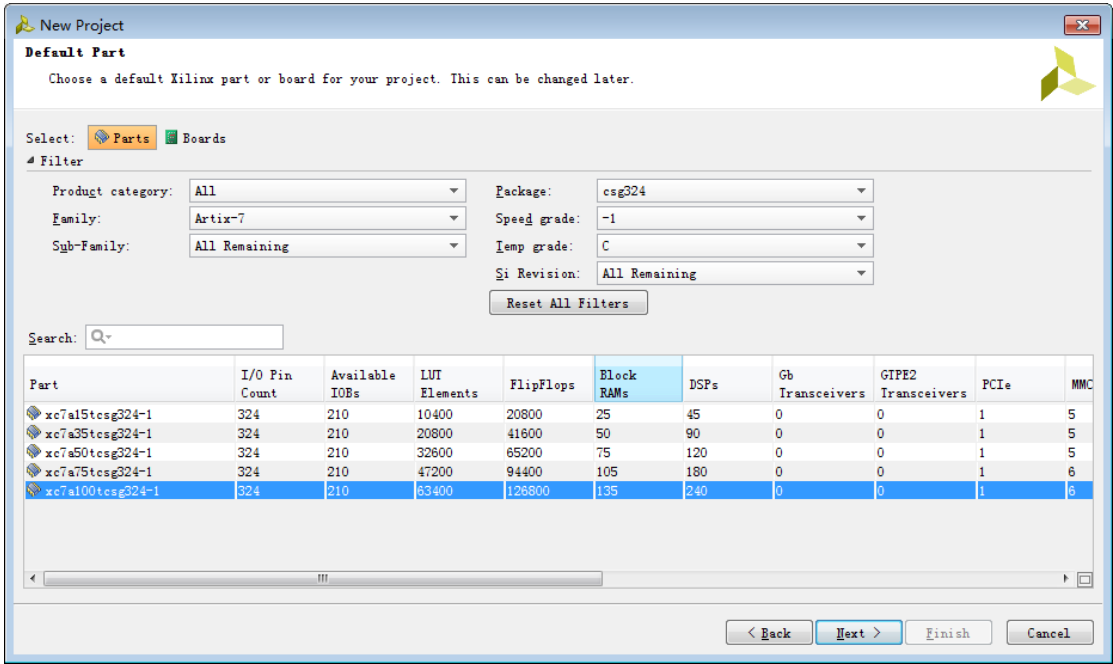 New Project
Default Part
Choose a default Xilinx part or board for your project. This can be changed later.
Select: Parts Boards
Filter
Product category: All Package: csg324
Family: Artix-7 Speed grade: -1
Sub-Family: All Remaining Temp grade: C
Si Revision: All Remaining
Reset All Filters
Search:
Part I/O Pin Count Available IOBs LUT Elements FlipFlops Block RAMs DSPs Gb Transceivers GTPE2 Transceivers PCIe MMC
xc7a15tcsg324-1 324 210 10400 20800 25 45 0 0 1 5
xc7a35tcsg324-1 324 210 20800 41600 50 90 0 0 1 5
xc7a50tcsg324-1 324 210 32600 65200 75 120 0 0 1 5
xc7a75tcsg324-1 324 210 47200 94400 105 180 0 0 1 6
xc7a100tcsg324-1 324 210 63400 126800 135 240 0 0 1 6
< Back Next > Finish Cancel